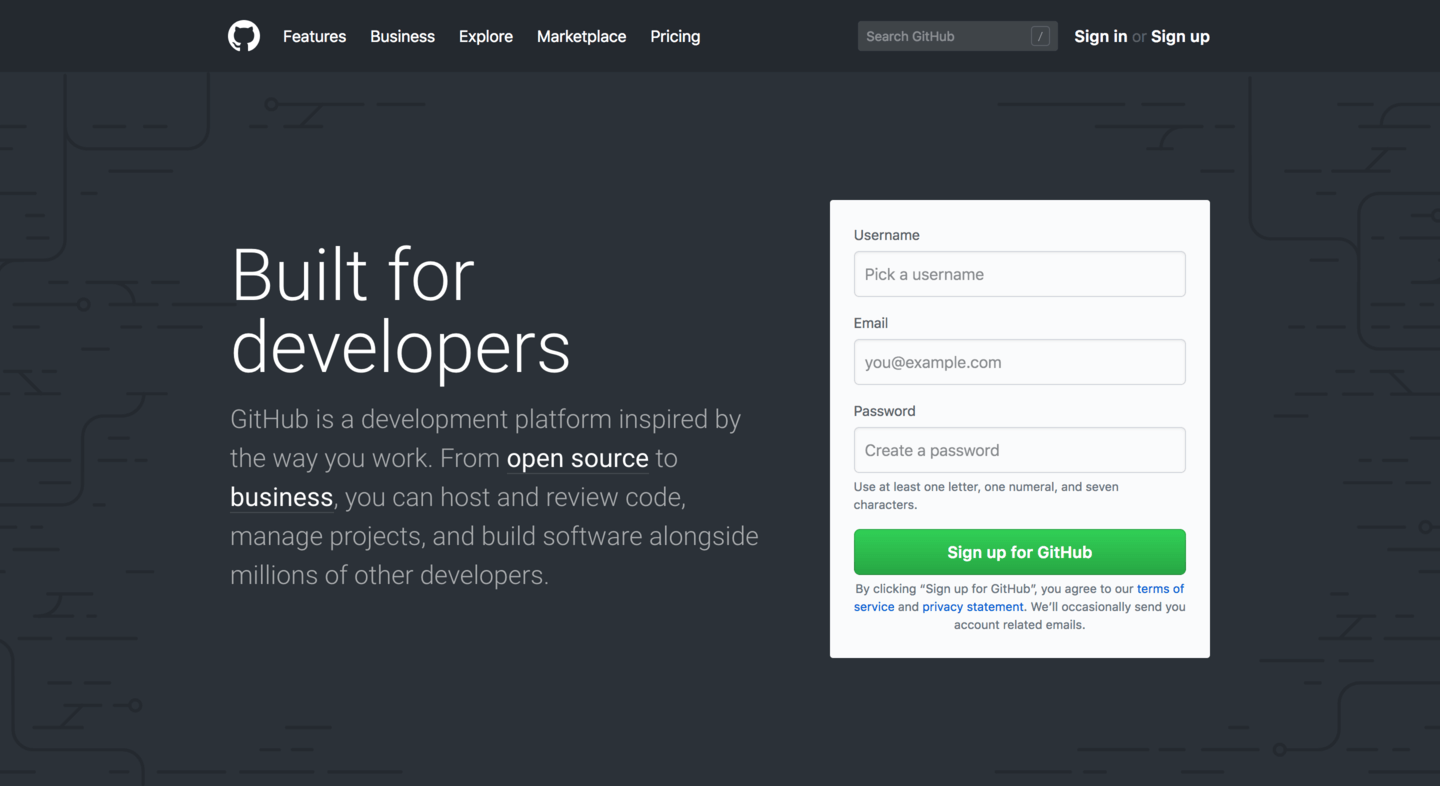 Features Business Explore Marketplace Pricing Search GitHub / Sign in or Sign up
Built for
developers
GitHub is a development platform inspired by
the way you work. From open source to
business, you can host and review code,
manage projects, and build software alongside
millions of other developers.
Username
Pick a username
Email
you@example.com
Password
Create a password
Use at least one letter, one numeral, and seven
characters.
Sign up for GitHub
By clicking “Sign up for GitHub”, you agree to our terms of
service and privacy statement. We’ll occasionally send you
account related emails.